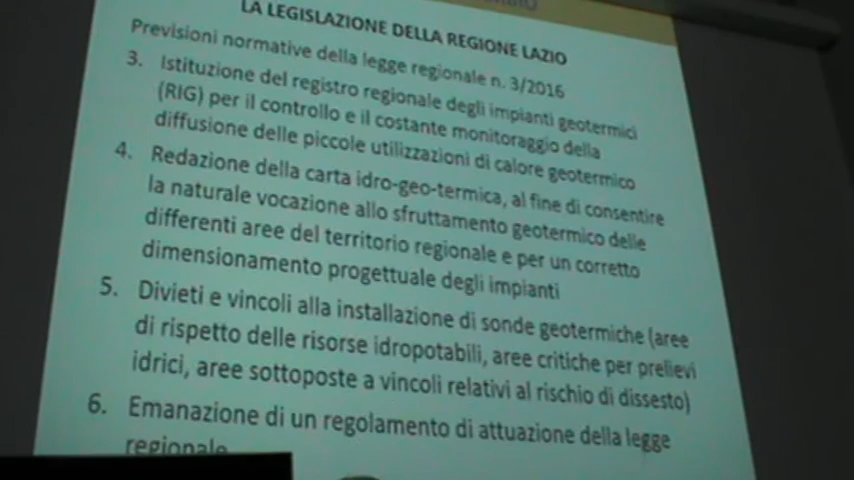 LA LEGISLAZIONE DELLA REGIONE LAZIO
Previsioni normative della legge regionale n. 3/2016
3. Istituzione del registro regionale degli impianti geotermici
(RIG) per il controllo e il costante monitoraggio della
diffusione delle piccole utilizzazioni di calore geotermico
4. Redazione della carta idro-geo-termica, al fine di consentire
la naturale vocazione allo sfruttamento geotermico delle
differenti aree del territorio regionale e per un corretto
dimensionamento progettuale degli impianti
5. Divieti e vincoli alla installazione di sonde geotermiche (aree
di rispetto delle risorse idropotabili, aree critiche per prelievi
idrici, aree sottoposte a vincoli relativi al rischio di dissesto)
6. Emanazione di un regolamento di attuazione della legge
regionale